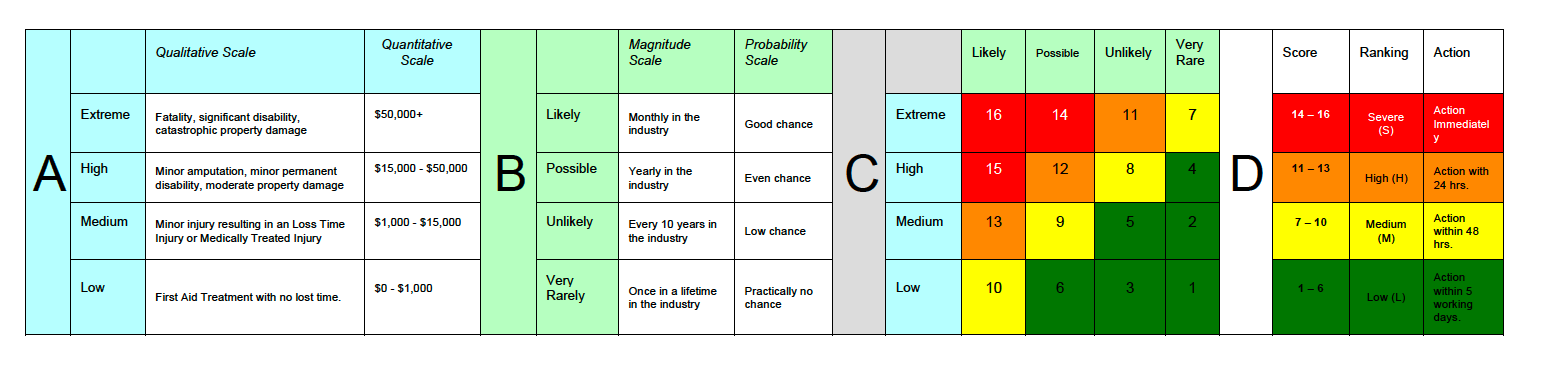 A
Qualitative Scale
Quantitative
Scale
Extreme
Fatality, significant disability,
catastrophic property damage
$50,000+
High
Minor amputation, minor permanent
disability, moderate property damage
$15,000 - $50,000
Medium
Minor injury resulting in an Loss Time
Injury or Medically Treated Injury
$1,000 - $15,000
Low
First Aid Treatment with no lost time.
$0 - $1,000
B
Magnitude
Scale
Probability
Scale
Likely
Monthly in the
industry
Good chance
Possible
Yearly in the
industry
Even chance
Unlikely
Every 10 years in
the industry
Low chance
Very
Rarely
Once in a lifetime
in the industry
Practically no
chance
C
Likely
Possible
Unlikely
Very
Rare
Extreme
16
14
11
7
High
15
12
8
4
Medium
13
9
5
2
Low
10
6
3
1
D
Score
Ranking
Action
14 – 16
Severe
(S)
Action
Immediatel
y
11 – 13
High (H)
Action with
24 hrs.
7 – 10
Medium
(M)
Action
within 48
hrs.
1 – 6
Low (L)
Action
within 5
working
days.